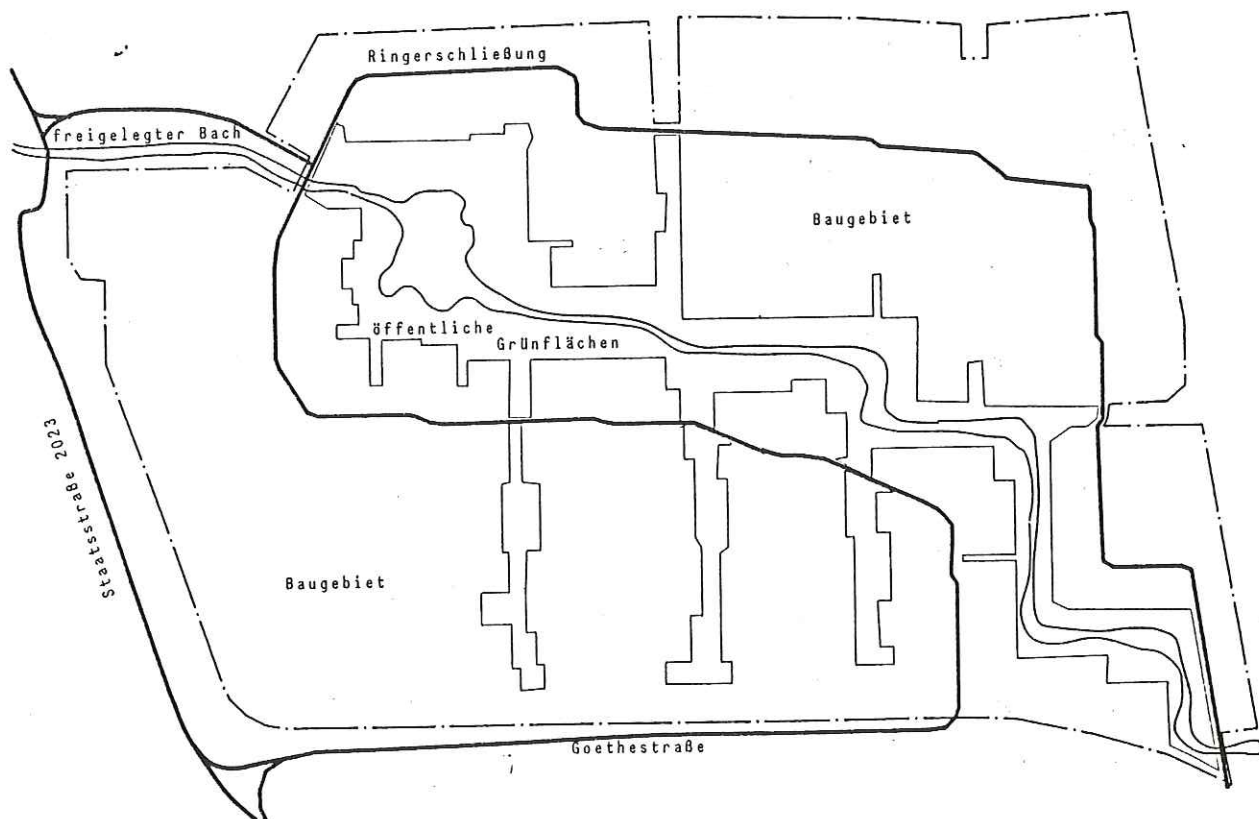 Ringerschließung
freigelegter Bach
Baugebiet
öffentliche
Grünflächen
Staatsstraße 2023
Baugebiet
Goethestraße